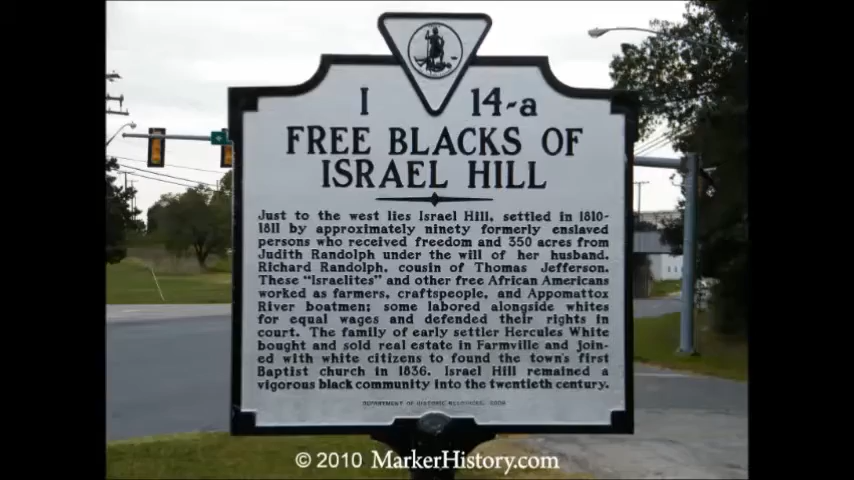 I 14-a
FREE BLACKS OF
ISRAEL HILL
Just to the west lies Israel Hill, settled in 1810-
1811 by approximately ninety formerly enslaved
persons who received freedom and 350 acres from
Judith Randolph under the will of her husband,
Richard Randolph, cousin of Thomas Jefferson.
These "Israelites" and other free African Americans
worked as farmers, craftspeople, and Appomattox
River boatmen; some labored alongside whites
for equal wages and defended their rights in
court. The family of early settler Hercules White
bought and sold real estate in Farmville and join-
ed with white citizens to found the town's first
Baptist church in 1836. Israel Hill remained a
vigorous black community into the twentieth century.
DEPARTMENT OF HISTORIC RESOURCES,
© 2010 MarkerHistory.com